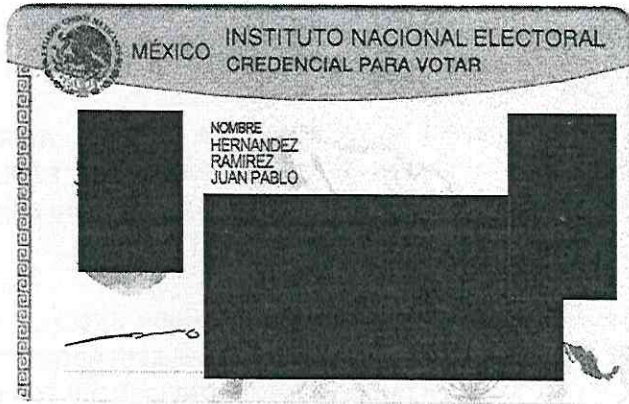 MÉXICO INSTITUTO NACIONAL ELECTORAL
CREDENCIAL PARA VOTAR
NOMBRE
HERNANDEZ
RAMIREZ
JUAN PABLO